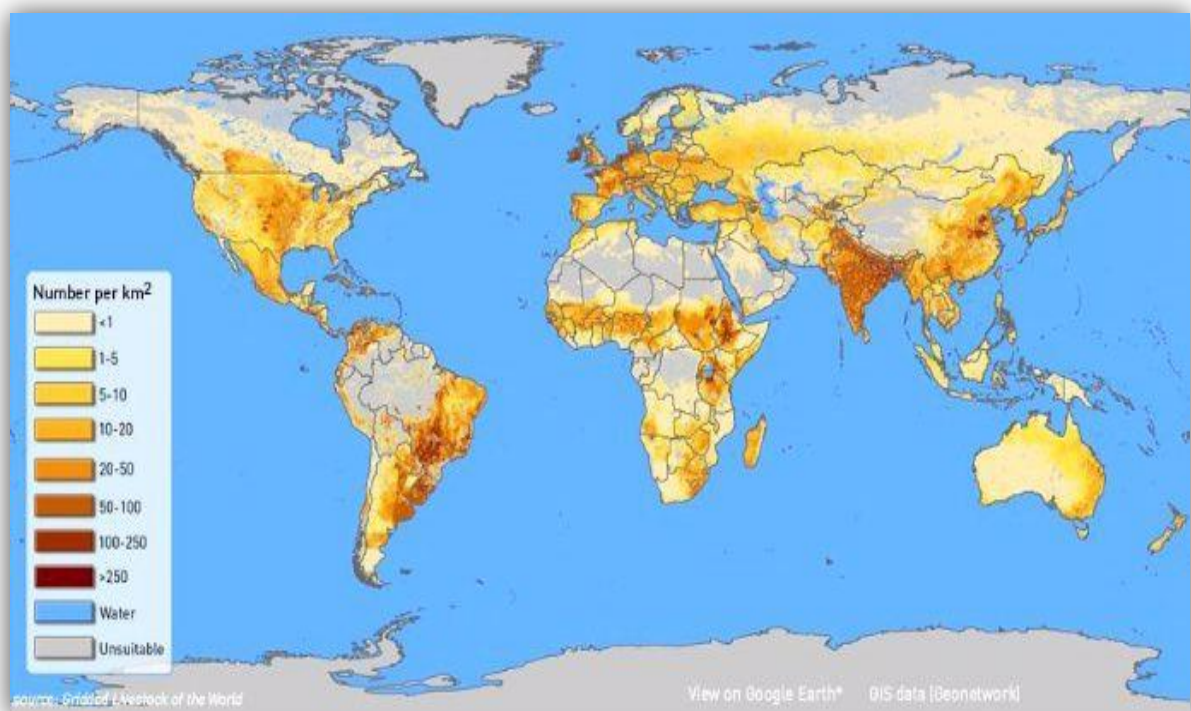 Number per km²
<1
1-5
5-10
10-20
20-50
50-100
100-250
>250
Water
Unsuitable
source: Gridded Livestock of the World
View on Google Earth* GIS data (Geonetwork)